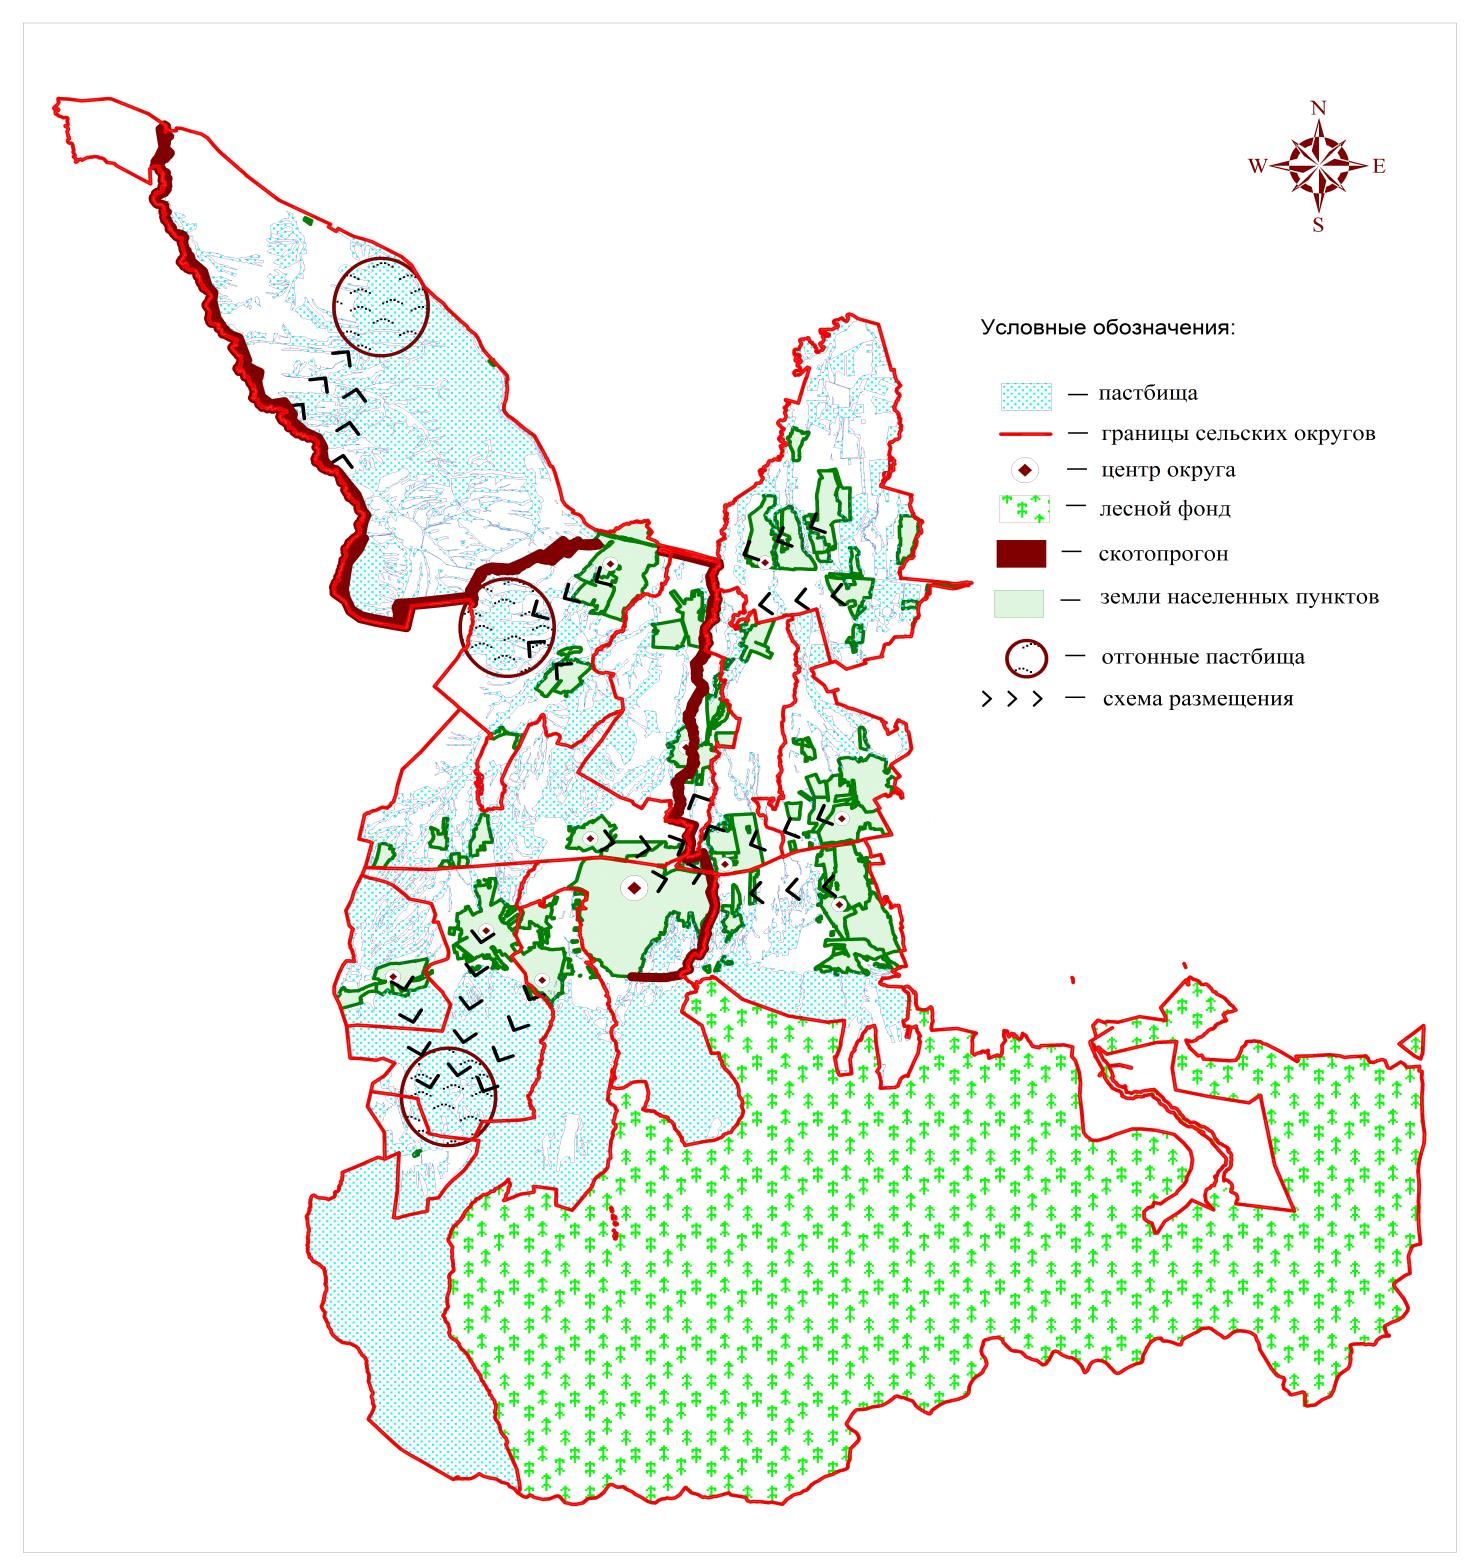 N
W E
S
Условные обозначения:
— пастбища
— границы сельских округов
— центр округа
— лесной фонд
— скотопрогон
— земли населенных пунктов
— отгонные пастбища
— схема размещения